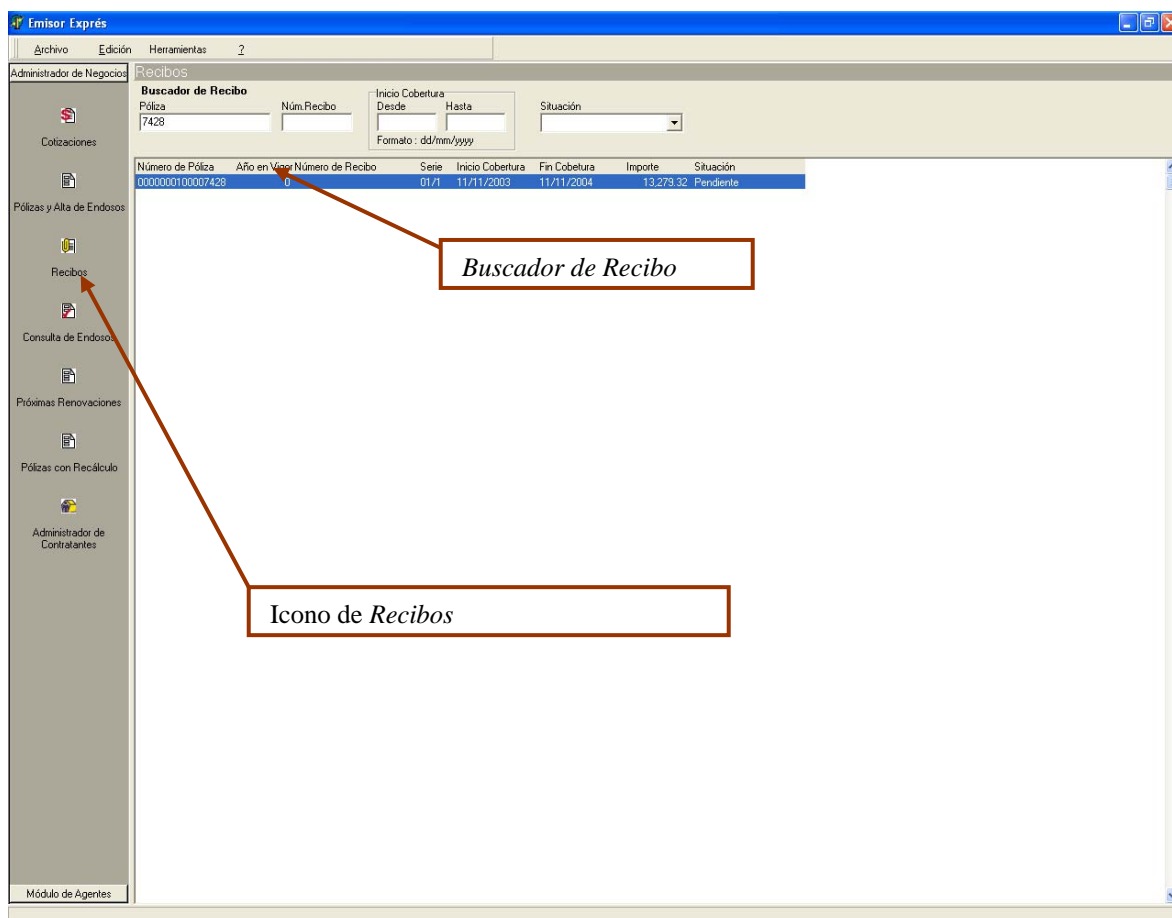 Emisor Exprés
Archivo Edición Herramientas ?
Administrador de Negocios
Recibos
Buscador de Recibo
Póliza Núm.Recibo Inicio Cobertura Desde Hasta Situación
7428
Formato : dd/mm/yyyy
Número de Póliza Año en Vigor Número de Recibo Serie Inicio Cobertura Fin Cobetura Importe Situación
0000000100007428 0 01/1 11/11/2003 11/11/2004 13,279.32 Pendiente
Cotizaciones
Pólizas y Alta de Endosos
Recibos
Consulta de Endosos
Próximas Renovaciones
Pólizas con Recálculo
Administrador de
Contratantes
Buscador de Recibo
Icono de Recibos
Módulo de Agentes